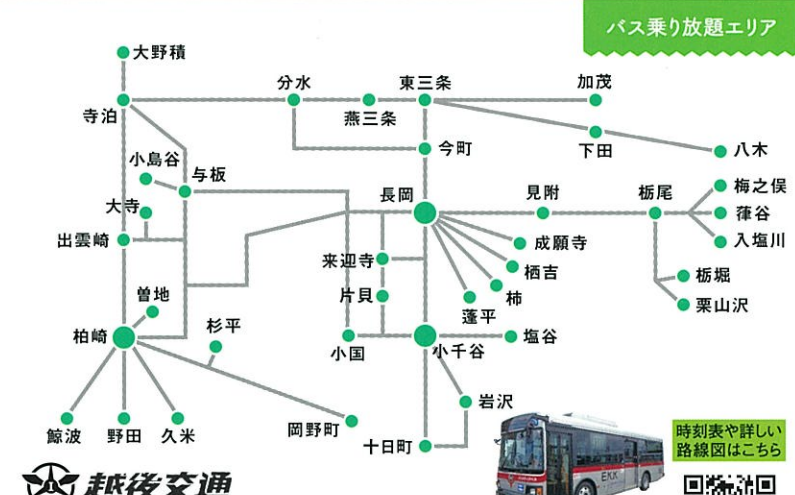 バス乗り放題エリア
大野積
寺泊
分水
燕三条
東三条
加茂
下田
八木
今町
小島谷
与板
大寺
出雲崎
長岡
見附
栃尾
梅之俣
葎谷
入塩川
栃堀
栗山沢
成願寺
栖吉
柿
蓬平
来迎寺
片貝
曽地
柏崎
杉平
小国
小千谷
塩谷
岩沢
鯨波
野田
久米
岡野町
十日町
越後交通
EKK
時刻表や詳しい
路線図はこちら